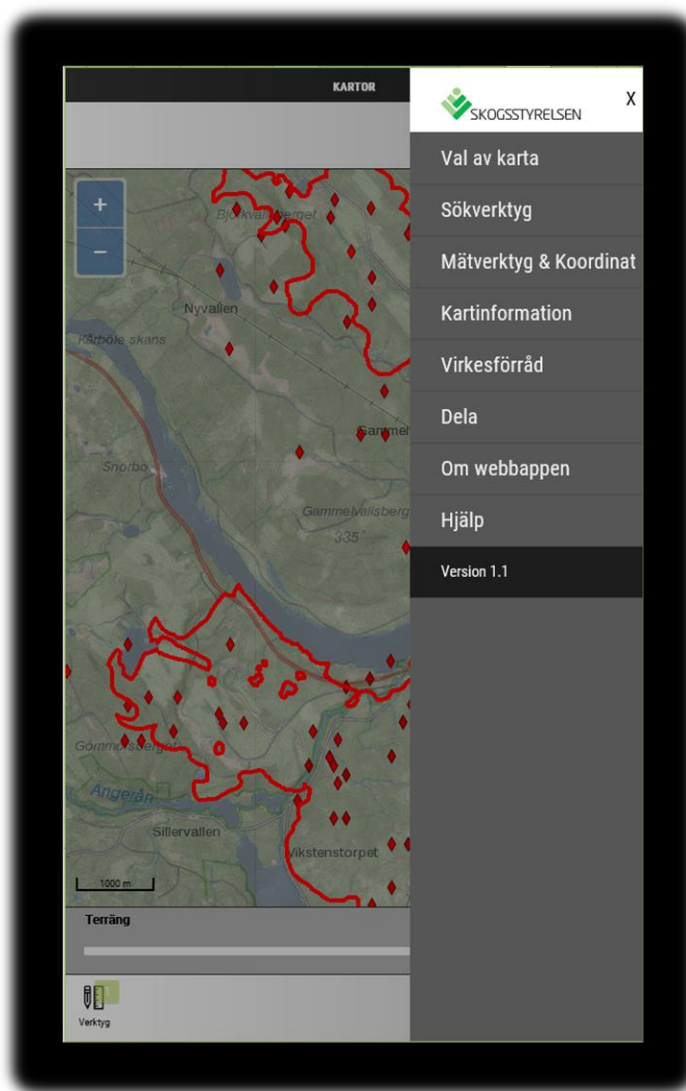 KARTOR
SKOGSSTYRELSEN
X
Val av karta
Sökverktyg
Mätverktyg & Koordinat
Kartinformation
Virkesförråd
Dela
Om webbappen
Hjälp
Version 1.1
+
−
Nyvallen
Kårböle skans
Snorbo
Gammelvallsberg
335
Ängerån
Sillervallen
Vikstenstorpet
1000 m
Terräng
Verktyg